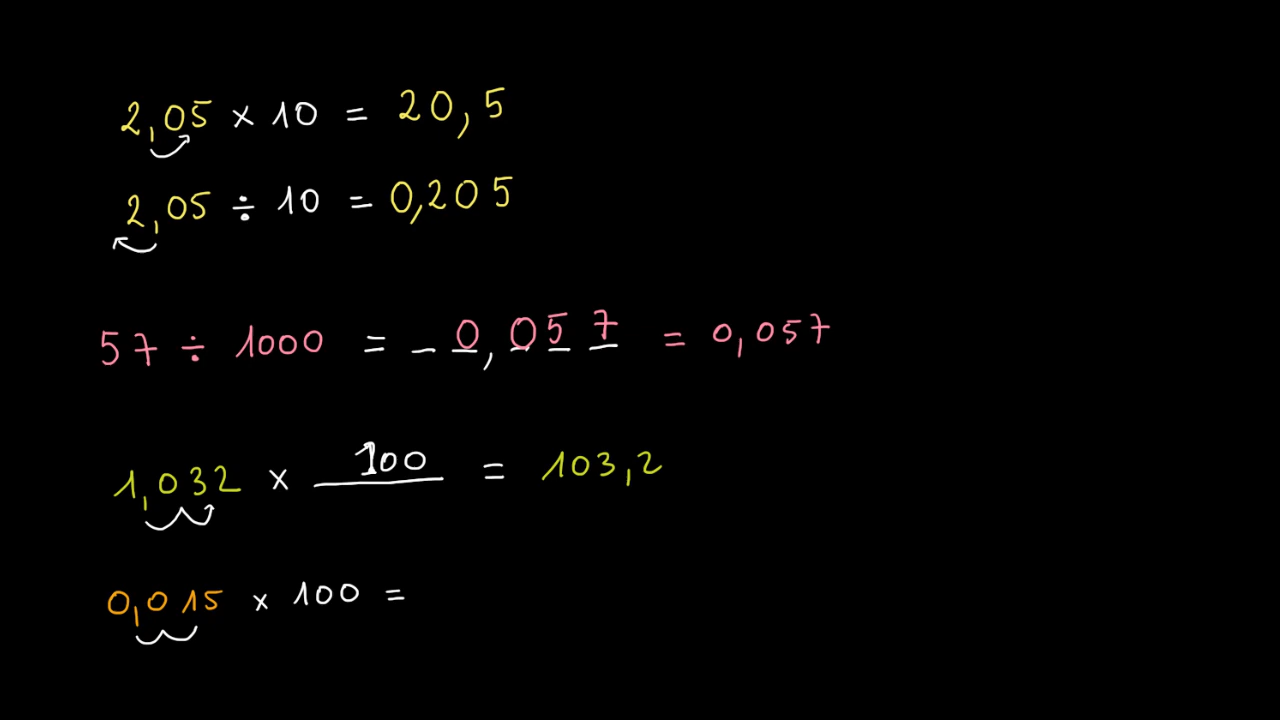 2,05 × 10 = 20,5
2,05 ÷ 10 = 0,205
57 ÷ 1000 = _ 0,057 = 0,057
1,032 × 100 = 103,2
0,015 × 100 =